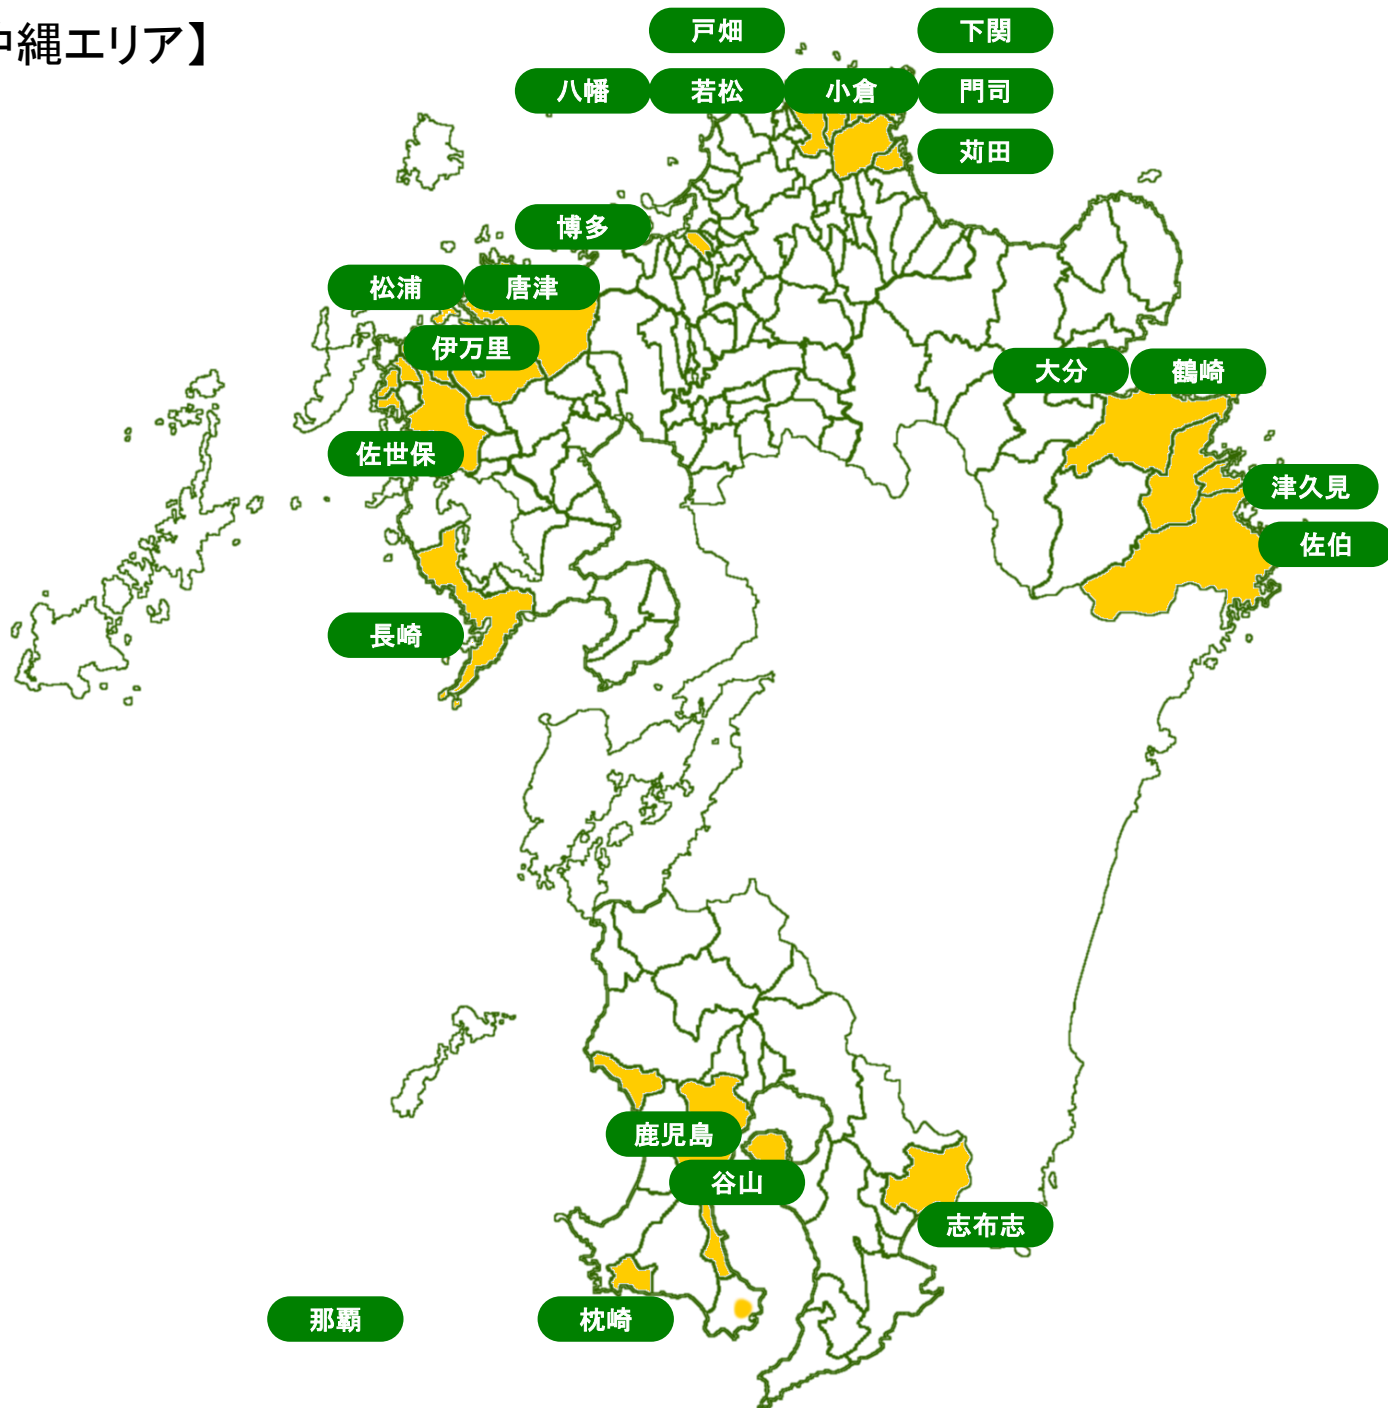 沖縄エリア】
戸畑
下関
八幡
若松
小倉
門司
苅田
博多
松浦
唐津
伊万里
大分
鶴崎
佐世保
津久見
佐伯
長崎
鹿児島
谷山
志布志
那覇
枕崎